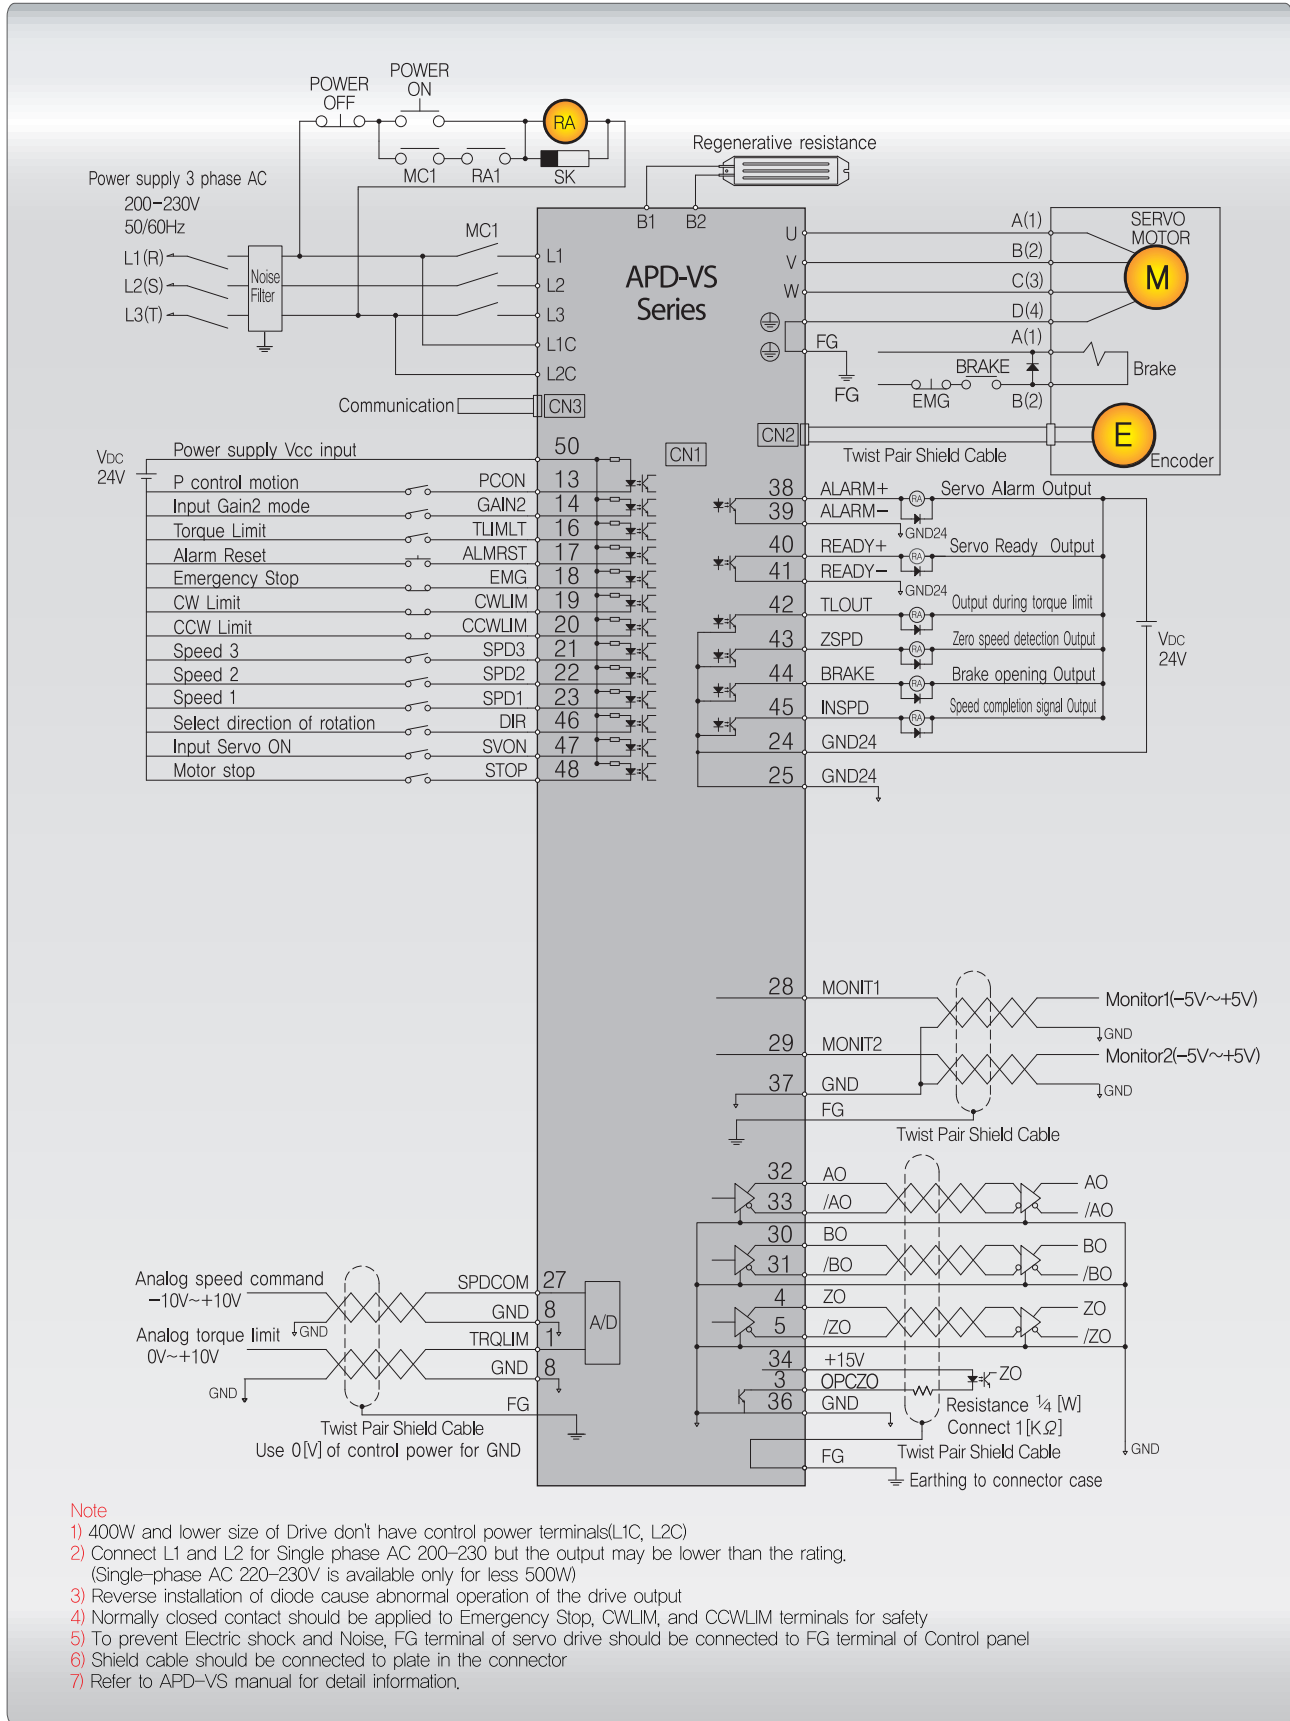 POWER OFF
POWER ON
RA
MC1 RA1 SK
Regenerative resistance
Power supply 3 phase AC
200-230V
50/60Hz
MC1
L1(R)
L2(S)
L3(T)
Noise Filter
B1 B2
APD-VS
Series
L1
L2
L3
L1C
L2C
U
V
W
FG
FG
A(1)
B(2)
C(3)
D(4)
SERVO
MOTOR
M
A(1)
BRAKE
EMG
B(2)
Brake
Communication
CN3
CN2
Twist Pair Shield Cable
E
Encoder
CN1
VDC
24V
Power supply Vcc input 50
P control motion PCON 13
Input Gain2 mode GAIN2 14
Torque Limit TLIMLT 16
Alarm Reset ALMRST 17
Emergency Stop EMG 18
CW Limit CWLIM 19
CCW Limit CCWLIM 20
Speed 3 SPD3 21
Speed 2 SPD2 22
Speed 1 SPD1 23
Select direction of rotation DIR 46
Input Servo ON SVON 47
Motor stop STOP 48
38 ALARM+ RA Servo Alarm Output
39 ALARM-
GND24
40 READY+ RA Servo Ready Output
41 READY-
GND24
42 TLOUT RA Output during torque limit
43 ZSPD RA Zero speed detection Output
44 BRAKE RA Brake opening Output
45 INSPD RA Speed completion signal Output
24 GND24
25 GND24
VDC
24V
28 MONIT1 Monitor1(-5V~+5V)
GND
29 MONIT2 Monitor2(-5V~+5V)
37 GND GND
FG
Twist Pair Shield Cable
32 AO AO
33 /AO /AO
30 BO BO
31 /BO /BO
4 ZO ZO
5 /ZO /ZO
34 +15V
3 OPCZO ZO
36 GND
Resistance ¼ [W]
Connect 1[KΩ]
Twist Pair Shield Cable
GND
FG
Earthing to connector case
Analog speed command
-10V~+10V
SPDCOM 27
GND GND 8
Analog torque limit
0V~+10V
TRQLIM 1
GND GND 8
A/D
FG
Twist Pair Shield Cable
Use 0[V] of control power for GND
Note
1) 400W and lower size of Drive don't have control power terminals(L1C, L2C)
2) Connect L1 and L2 for Single phase AC 200-230 but the output may be lower than the rating.
(Single-phase AC 220-230V is available only for less 500W)
3) Reverse installation of diode cause abnormal operation of the drive output
4) Normally closed contact should be applied to Emergency Stop, CWLIM, and CCWLIM terminals for safety
5) To prevent Electric shock and Noise, FG terminal of servo drive should be connected to FG terminal of Control panel
6) Shield cable should be connected to plate in the connector
7) Refer to APD-VS manual for detail information.